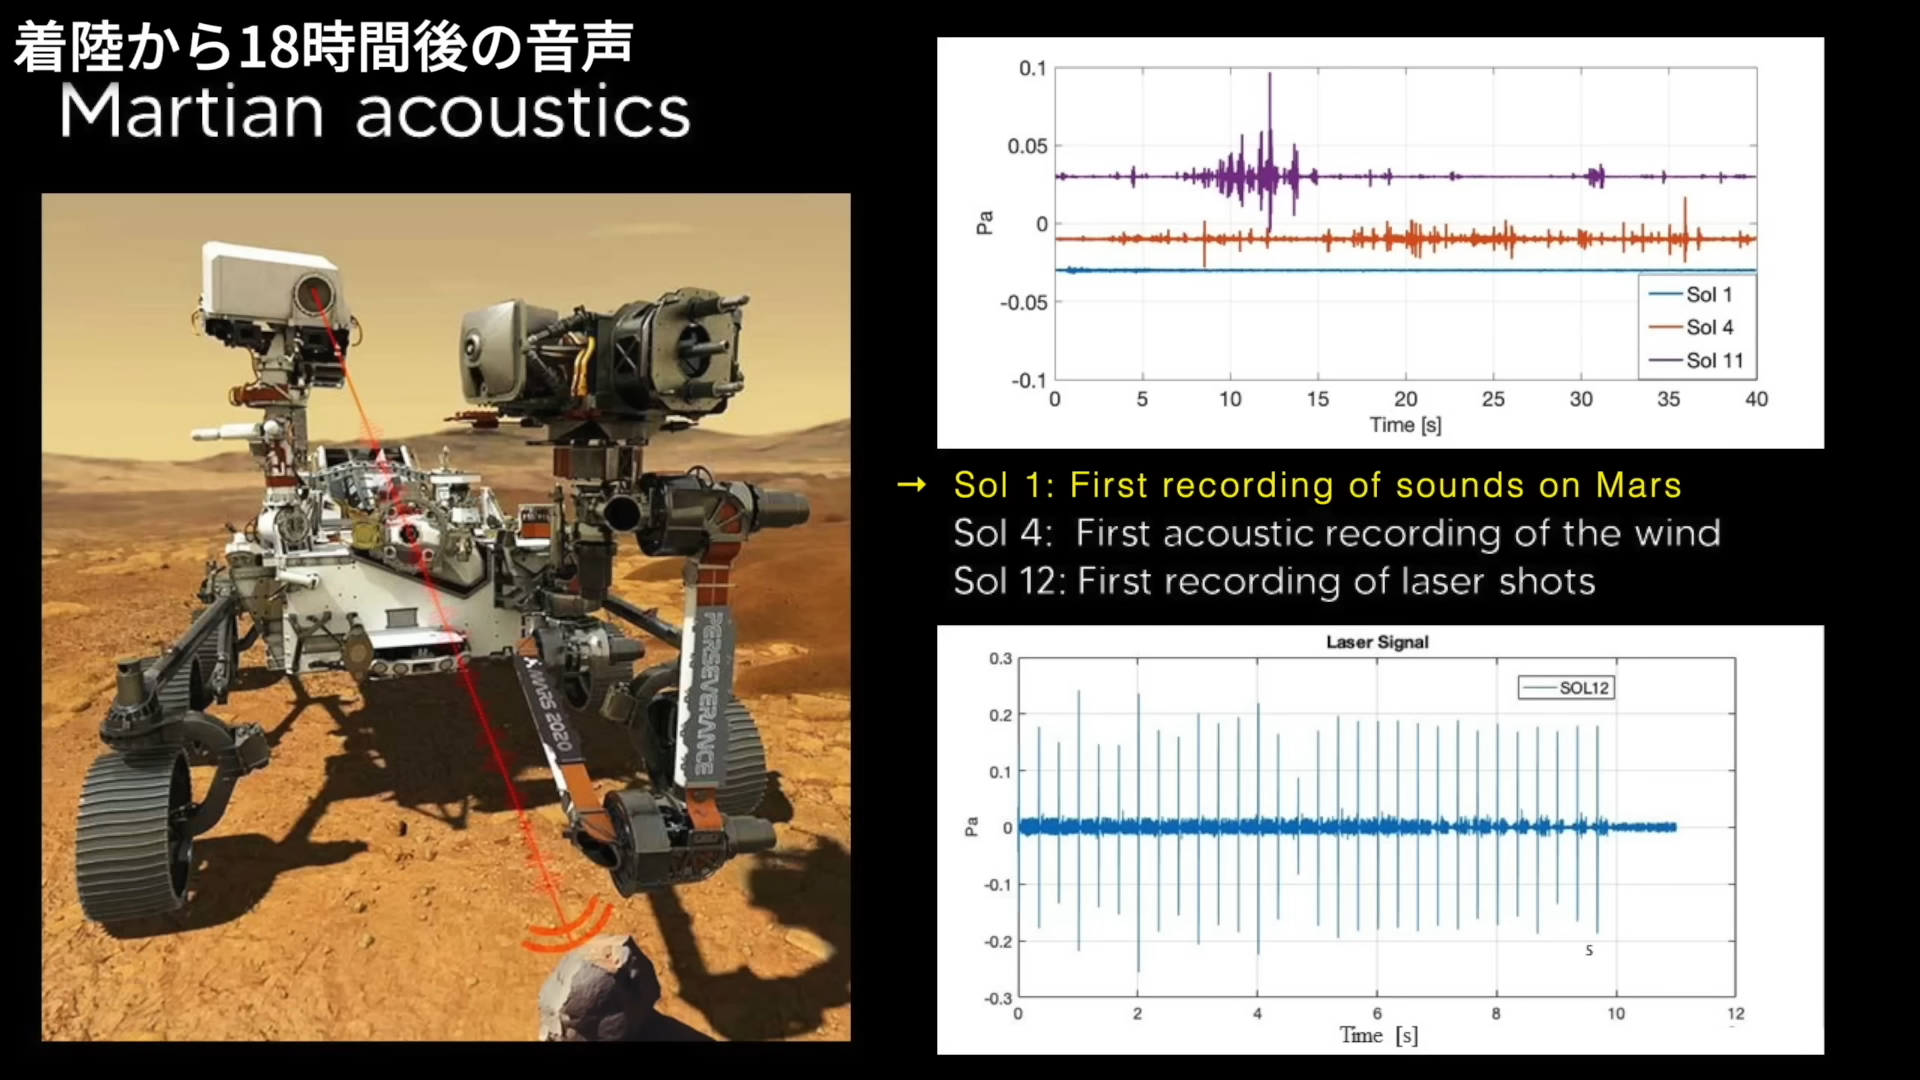 着陸から18時間後の音声
Martian acoustics
0.1
0.05
0
-0.05
-0.1
Pa
0 5 10 15 20 25 30 35 40
Time [s]
Sol 1
Sol 4
Sol 11
→ Sol 1: First recording of sounds on Mars
Sol 4: First acoustic recording of the wind
Sol 12: First recording of laser shots
Laser Signal
SOL12
0.3
0.2
0.1
0
-0.1
-0.2
-0.3
Pa
s
0 2 4 6 8 10 12
Time [s]
MARS 2020
PERSEVERANCE